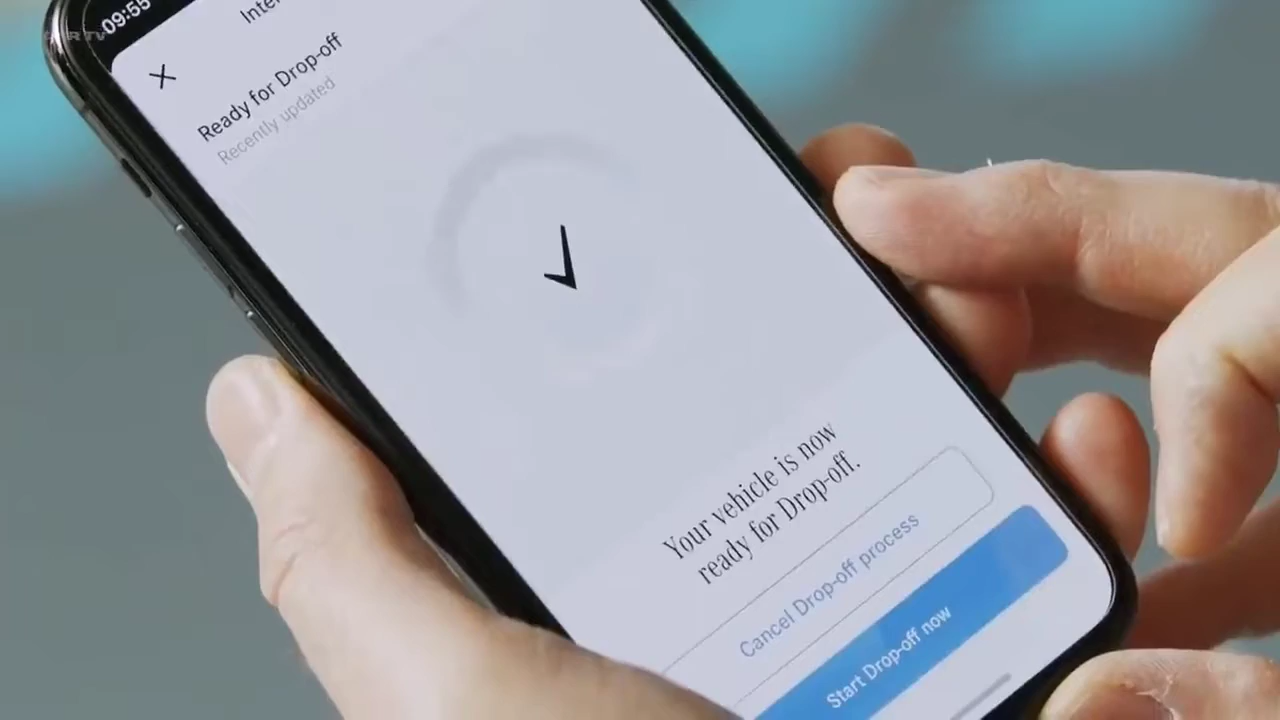 09:55
Ready for Drop-off
Recently updated
Your vehicle is now
ready for Drop-off.
Cancel Drop-off process
Start Drop-off now